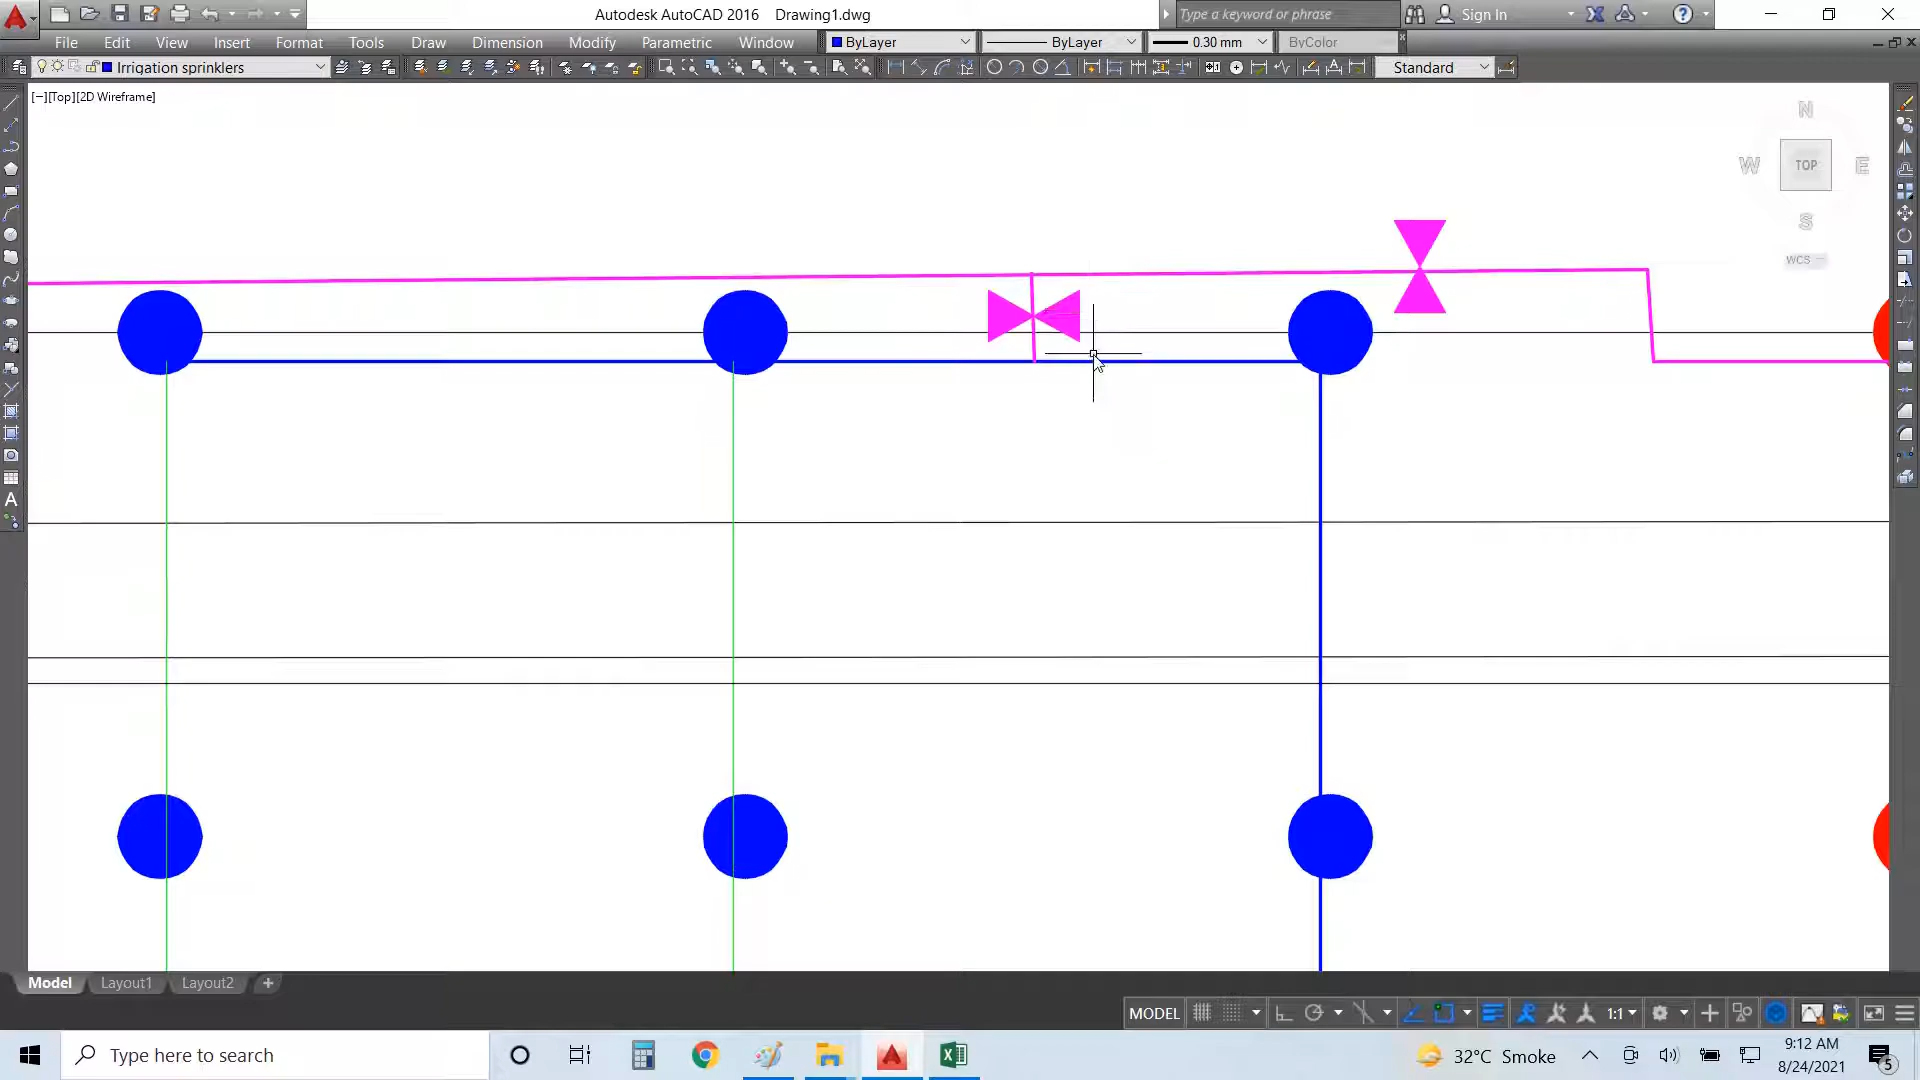 Autodesk AutoCAD 2016 Drawing1.dwg
Type a keyword or phrase
Sign In
File Edit View Insert Format Tools Draw Dimension Modify Parametric Window
ByLayer
ByLayer
0.30 mm
ByColor
Irrigation sprinklers
Standard
[−][Top][2D Wireframe]
N
W TOP E
S
WCS
A
Model Layout1 Layout2 +
MODEL
1:1
Type here to search
32°C Smoke
9:12 AM
8/24/2021
5